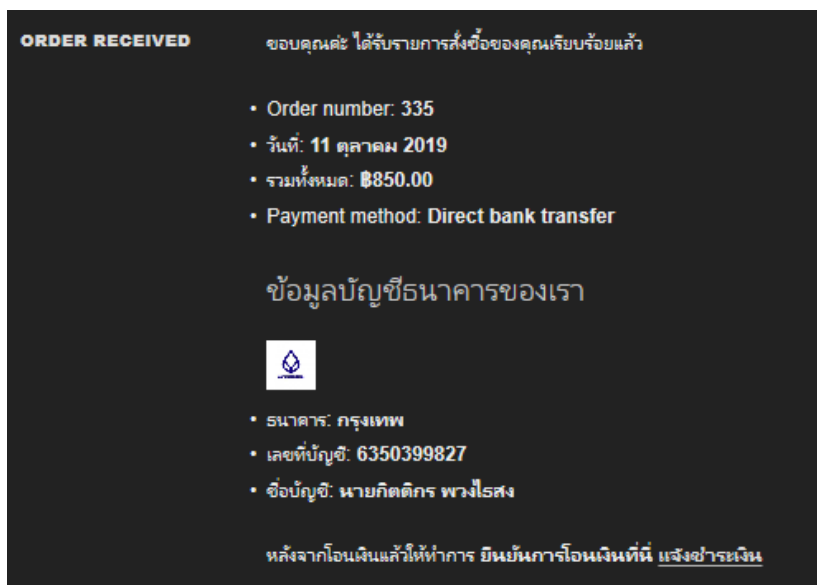 ORDER RECEIVED
ขอบคุณค่ะ ได้รับรายการสั่งซื้อของคุณเรียบร้อยแล้ว
• Order number: 335
• วันที่: 11 ตุลาคม 2019
• รวมทั้งหมด: ฿850.00
• Payment method: Direct bank transfer
ข้อมูลบัญชีธนาคารของเรา
• ธนาคาร: กรุงเทพ
• เลขที่บัญชี: 6350399827
• ชื่อบัญชี: นายกิตติกร พวงไธสง
หลังจากโอนเงินแล้วให้ทำการ ยืนยันการโอนเงินที่นี่ แจ้งชำระเงิน